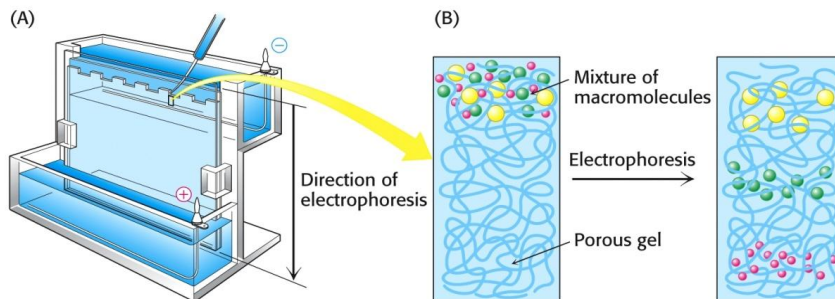 (A)
−
+
Direction of
electrophoresis
(B)
Mixture of
macromolecules
Electrophoresis
Porous gel